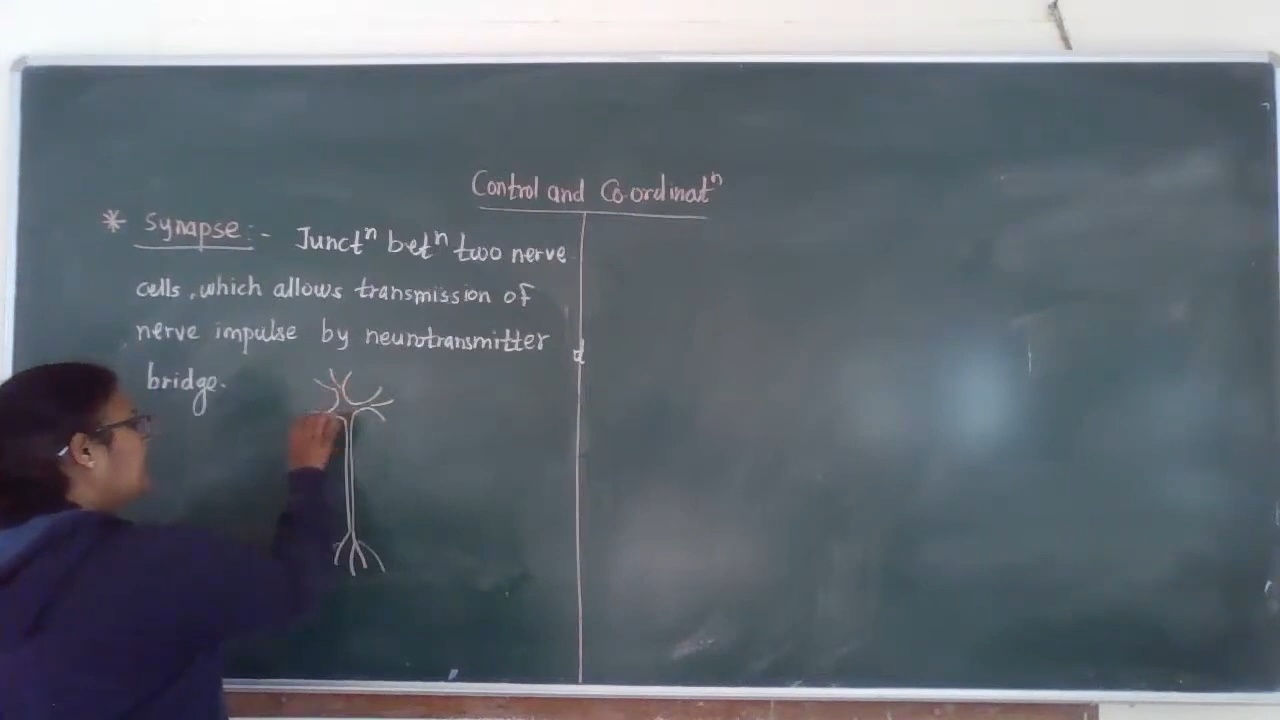 Control and Co-ordinatⁿ
* Synapse:- Junctⁿ betⁿ two nerve
cells, which allows transmission of
nerve impulse by neurotransmitter
bridge.